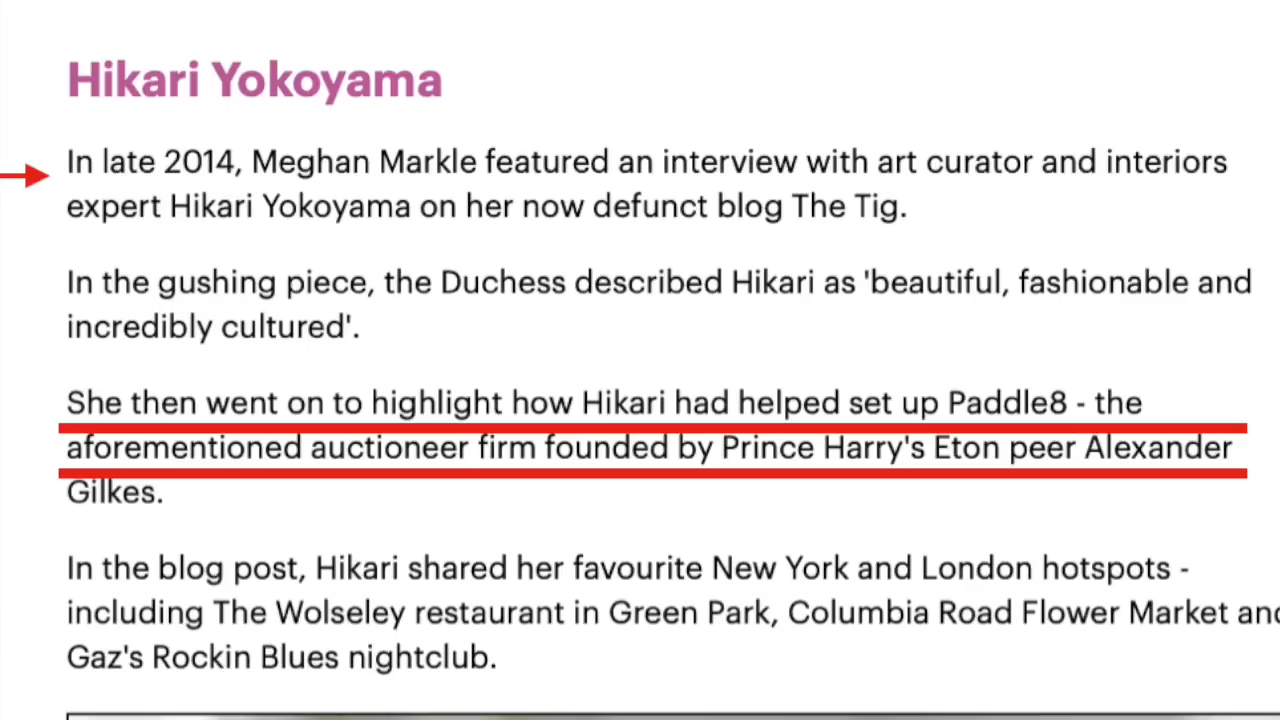 Hikari Yokoyama
In late 2014, Meghan Markle featured an interview with art curator and interiors
expert Hikari Yokoyama on her now defunct blog The Tig.
In the gushing piece, the Duchess described Hikari as 'beautiful, fashionable and
incredibly cultured'.
She then went on to highlight how Hikari had helped set up Paddle8 - the
aforementioned auctioneer firm founded by Prince Harry's Eton peer Alexander
Gilkes.
In the blog post, Hikari shared her favourite New York and London hotspots -
including The Wolseley restaurant in Green Park, Columbia Road Flower Market and
Gaz's Rockin Blues nightclub.